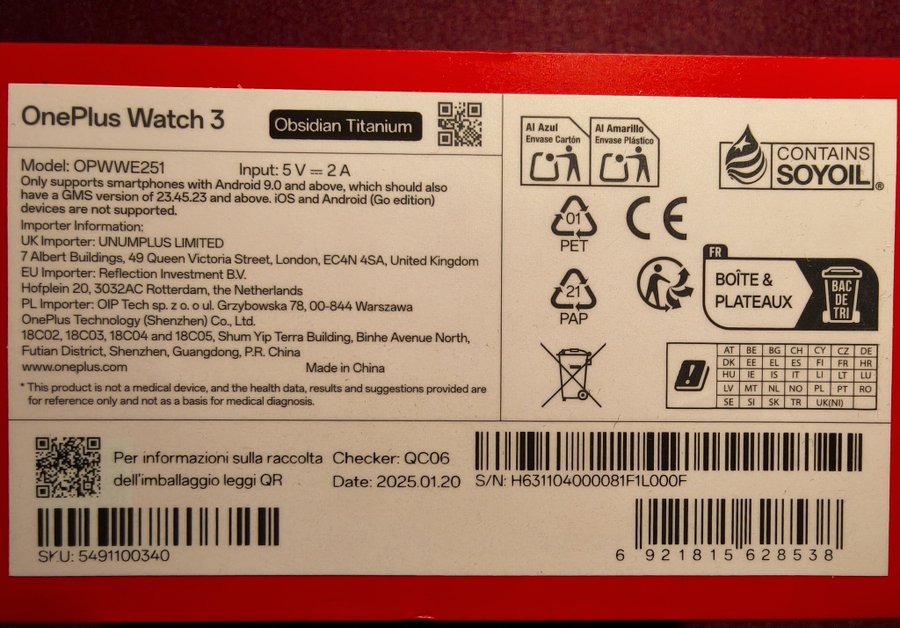 OnePlus Watch 3
Obsidian Titanium
Model: OPWWE251 Input: 5 V ⎓ 2 A
Only supports smartphones with Android 9.0 and above, which should also
have a GMS version of 23.45.23 and above. iOS and Android (Go edition)
devices are not supported.
Importer Information:
UK Importer: UNUMPLUS LIMITED
7 Albert Buildings, 49 Queen Victoria Street, London, EC4N 4SA, United Kingdom
EU Importer: Reflection Investment B.V.
Hofplein 20, 3032AC Rotterdam, the Netherlands
PL Importer: OIP Tech sp. z o. o ul. Grzybowska 78, 00-844 Warszawa
OnePlus Technology (Shenzhen) Co., Ltd.
18C02, 18C03, 18C04 and 18C05, Shum Yip Terra Building, Binhe Avenue North,
Futian District, Shenzhen, Guangdong, P.R. China
www.oneplus.com Made in China
* This product is not a medical device, and the health data, results and suggestions provided are
for reference only and not as a basis for medical diagnosis.
Al Azul
Envase Cartón
Al Amarillo
Envase Plástico
CONTAINS
SOYOIL®
01
PET
CE
21
PAP
FR
BOÎTE &
PLATEAUX
BAC
DE
TRI
AT BE BG CH CY CZ DE
DK EE EL ES FI FR HR
HU IE IS IT LI LT LU
LV MT NL NO PL PT RO
SE SI SK TR UK(NI)
Per informazioni sulla raccolta
dell'imballaggio leggi QR
Checker: QC06
Date: 2025.01.20
S/N: H631104000081F1L000F
SKU: 5491100340
6 921815 628538